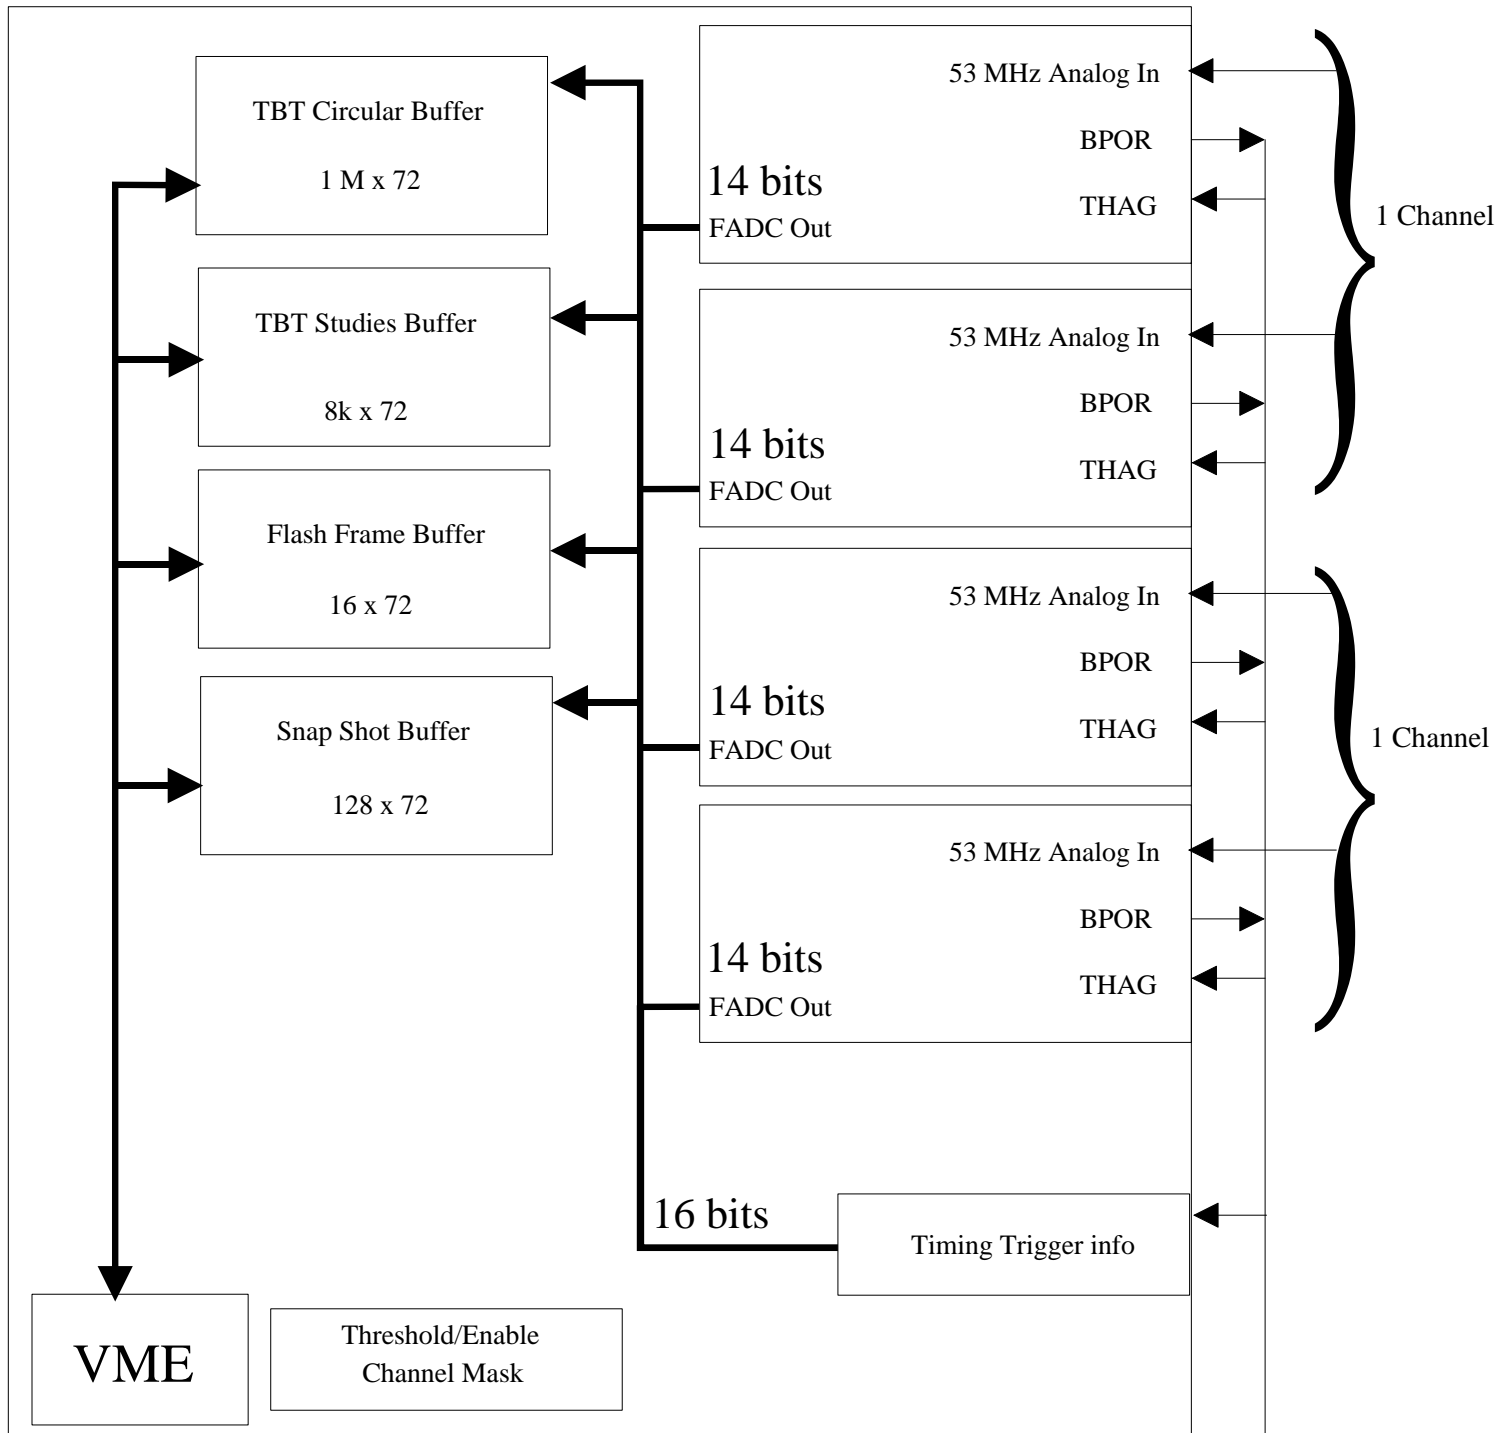 TBT Circular Buffer
1 M x 72
TBT Studies Buffer
8k x 72
Flash Frame Buffer
16 x 72
Snap Shot Buffer
128 x 72
53 MHz Analog In
BPOR
14 bits
THAG
FADC Out
53 MHz Analog In
BPOR
14 bits
THAG
FADC Out
1 Channel
53 MHz Analog In
BPOR
14 bits
THAG
FADC Out
53 MHz Analog In
BPOR
14 bits
THAG
FADC Out
1 Channel
16 bits
Timing Trigger info
VME
Threshold/Enable
Channel Mask